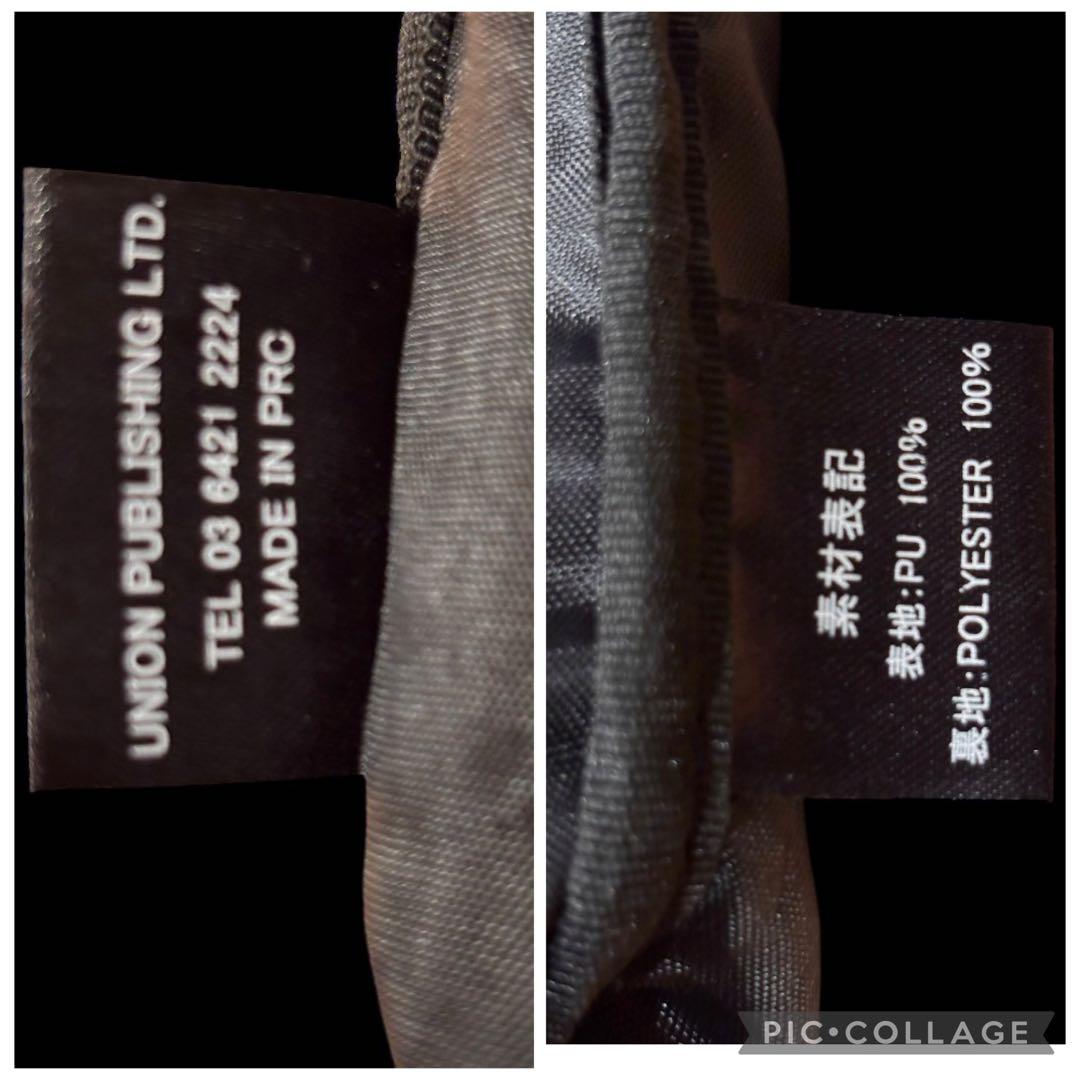 UNION PUBLISHING LTD.
TEL 03 6421 2224
MADE IN PRC
素材表記
表地:PU 100%
裏地:POLYESTER 100%
PIC•COLLAGE